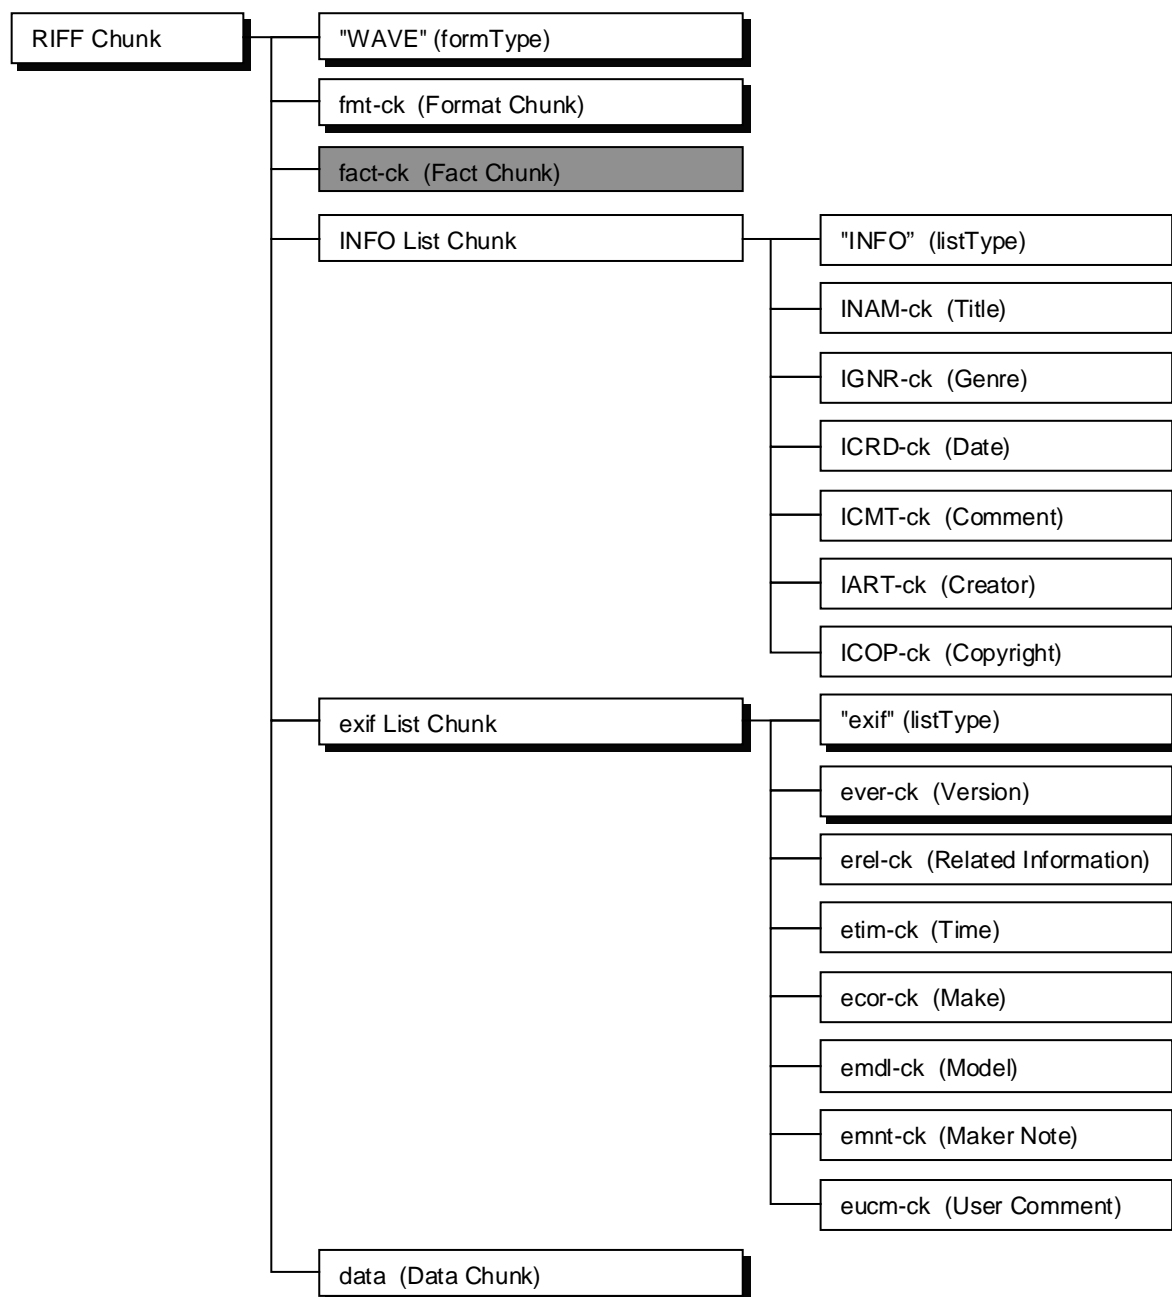 RIFF Chunk
"WAVE" (formType)
fmt-ck (Format Chunk)
fact-ck (Fact Chunk)
INFO List Chunk
"INFO” (listType)
INAM-ck (Title)
IGNR-ck (Genre)
ICRD-ck (Date)
ICMT-ck (Comment)
IART-ck (Creator)
ICOP-ck (Copyright)
exif List Chunk
"exif" (listType)
ever-ck (Version)
erel-ck (Related Information)
etim-ck (Time)
ecor-ck (Make)
emdl-ck (Model)
emnt-ck (Maker Note)
eucm-ck (User Comment)
data (Data Chunk)